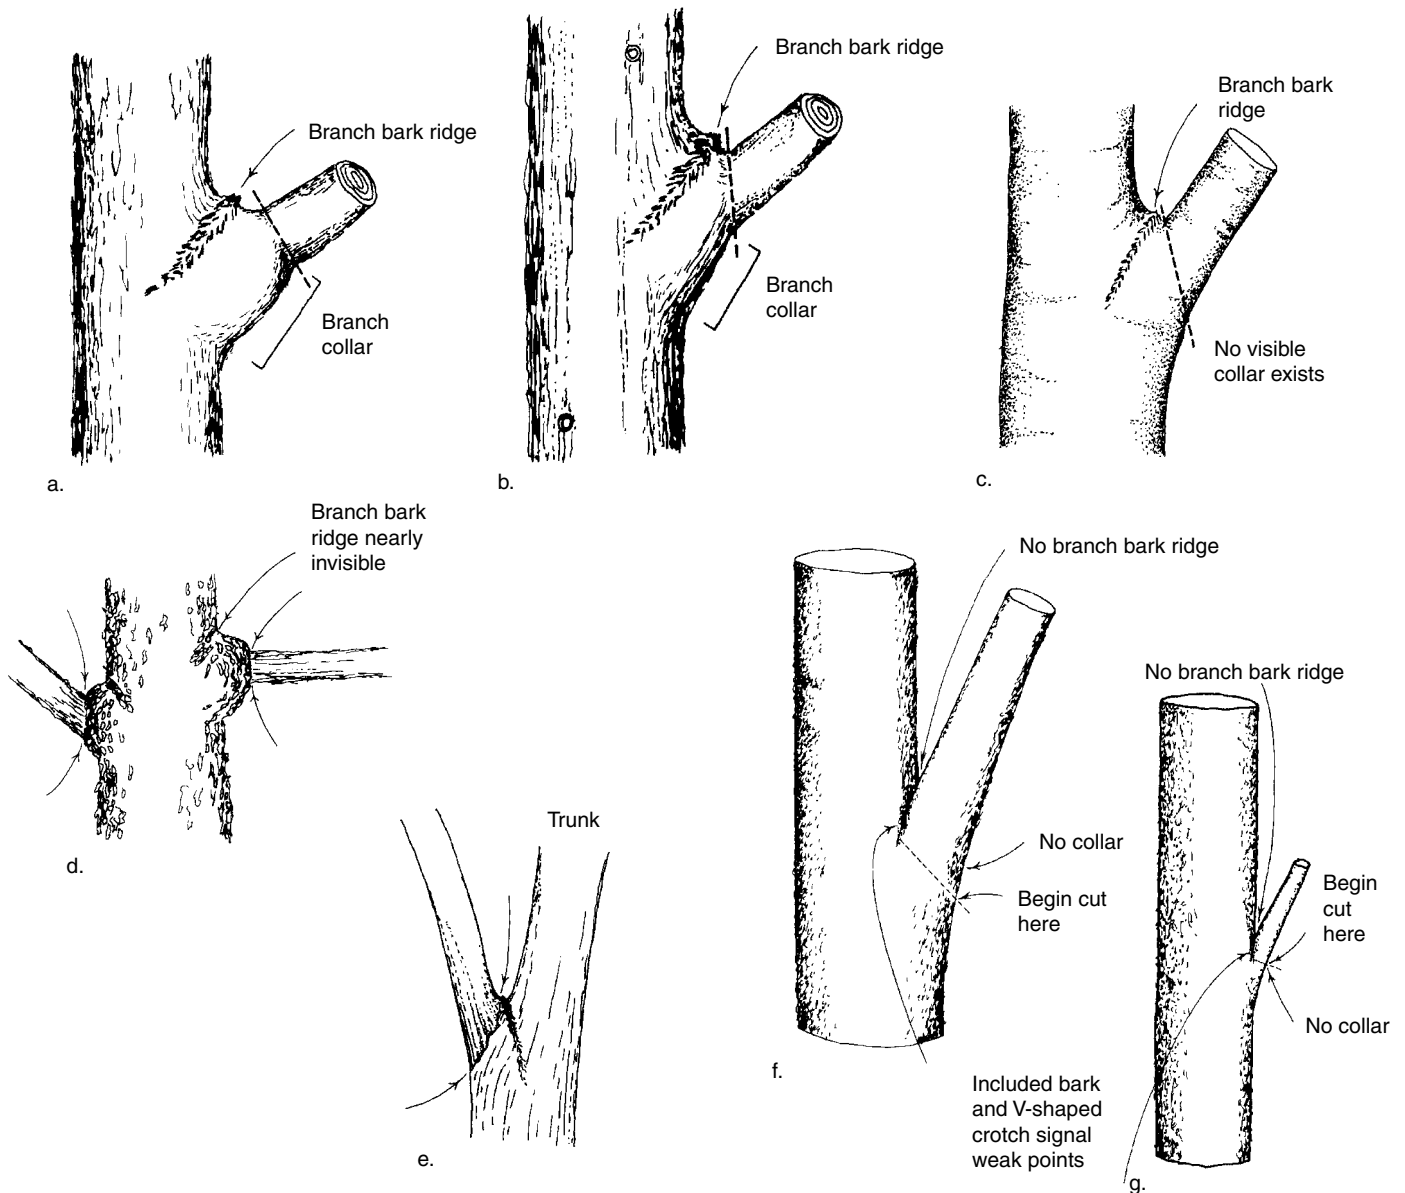 Branch bark ridge
Branch
collar
a.
Branch bark ridge
Branch
collar
b.
Branch bark
ridge
No visible
collar exists
c.
Branch bark
ridge nearly
invisible
d.
Trunk
e.
No branch bark ridge
No collar
Begin cut
here
Included bark
and V-shaped
crotch signal
weak points
f.
No branch bark ridge
Begin
cut
here
No collar
g.